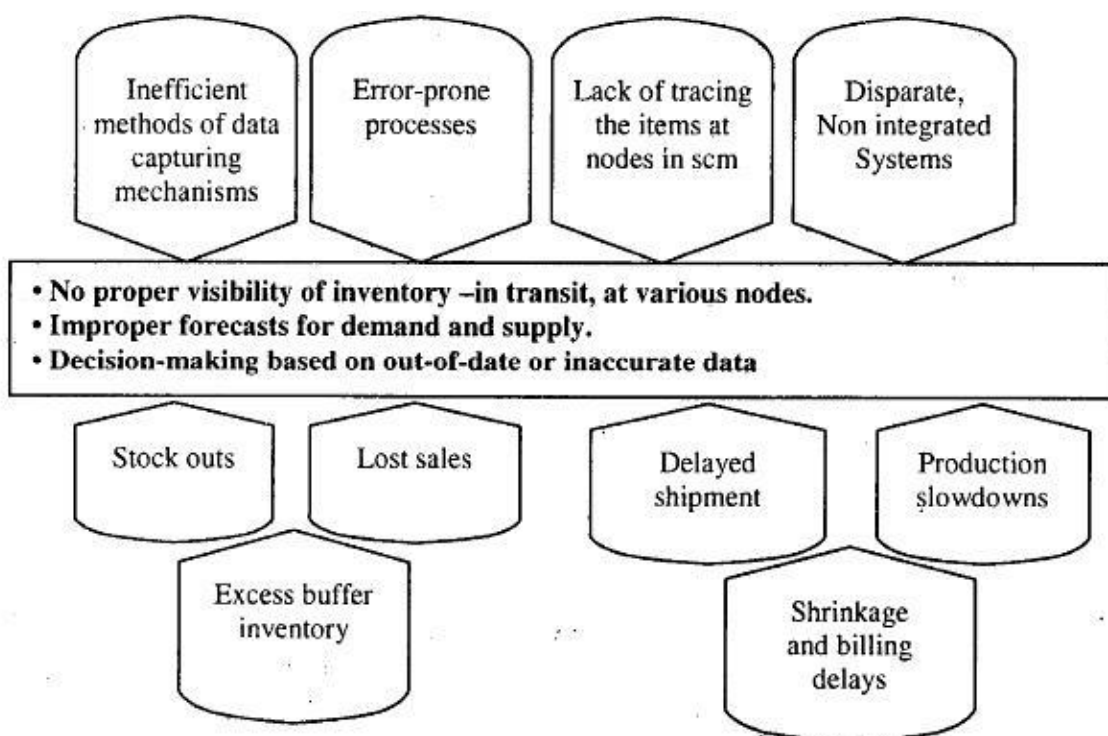 Inefficient
methods of data
capturing
mechanisms
Error-prone
processes
Lack of tracing
the items at
nodes in scm
Disparate,
Non integrated
Systems
• No proper visibility of inventory –in transit, at various nodes.
• Improper forecasts for demand and supply.
• Decision-making based on out-of-date or inaccurate data
Stock outs
Lost sales
Delayed
shipment
Production
slowdowns
Excess buffer
inventory
Shrinkage
and billing
delays